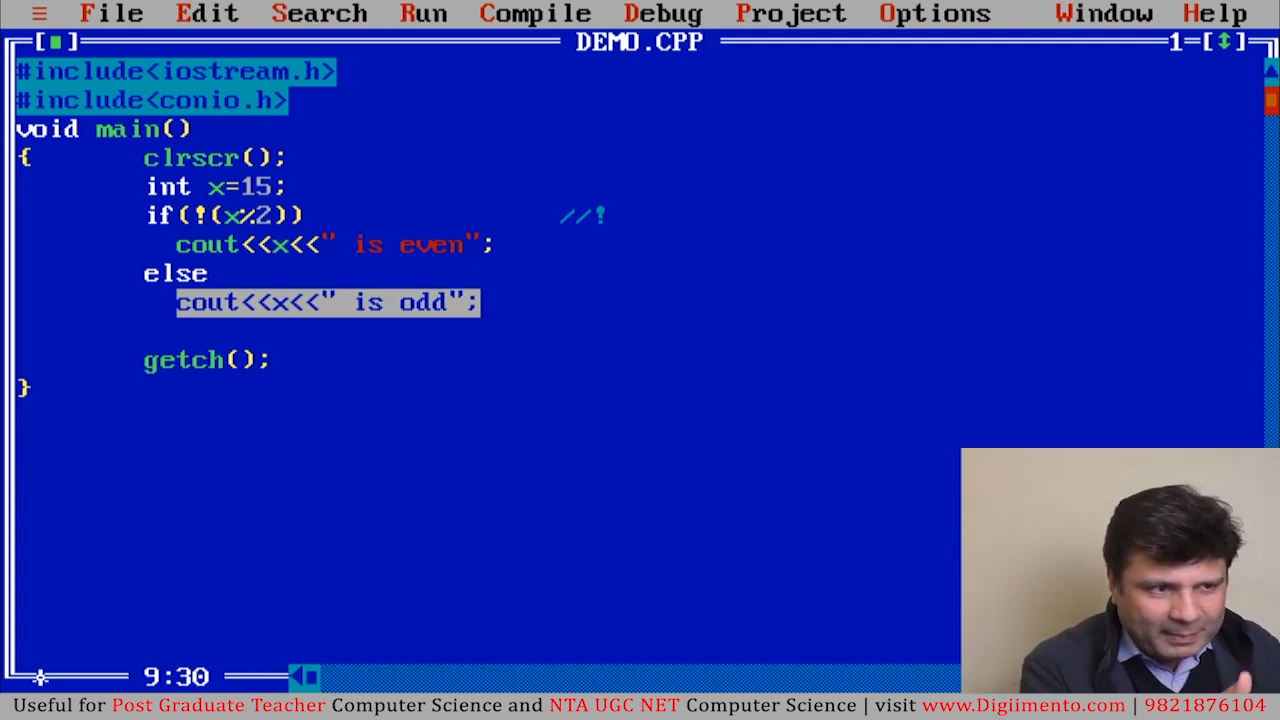 ≡ File Edit Search Run Compile Debug Project Options Window Help
[■] DEMO.CPP 1=[↕]
#include<iostream.h>
#include<conio.h>
void main()
{ clrscr();
int x=15;
if(!(x%2)) //!
cout<<x<<" is even";
else
cout<<x<<" is odd";
getch();
}
9:30
Useful for Post Graduate Teacher Computer Science and NTA UGC NET Computer Science | visit www.Digiimento.com | 9821876104